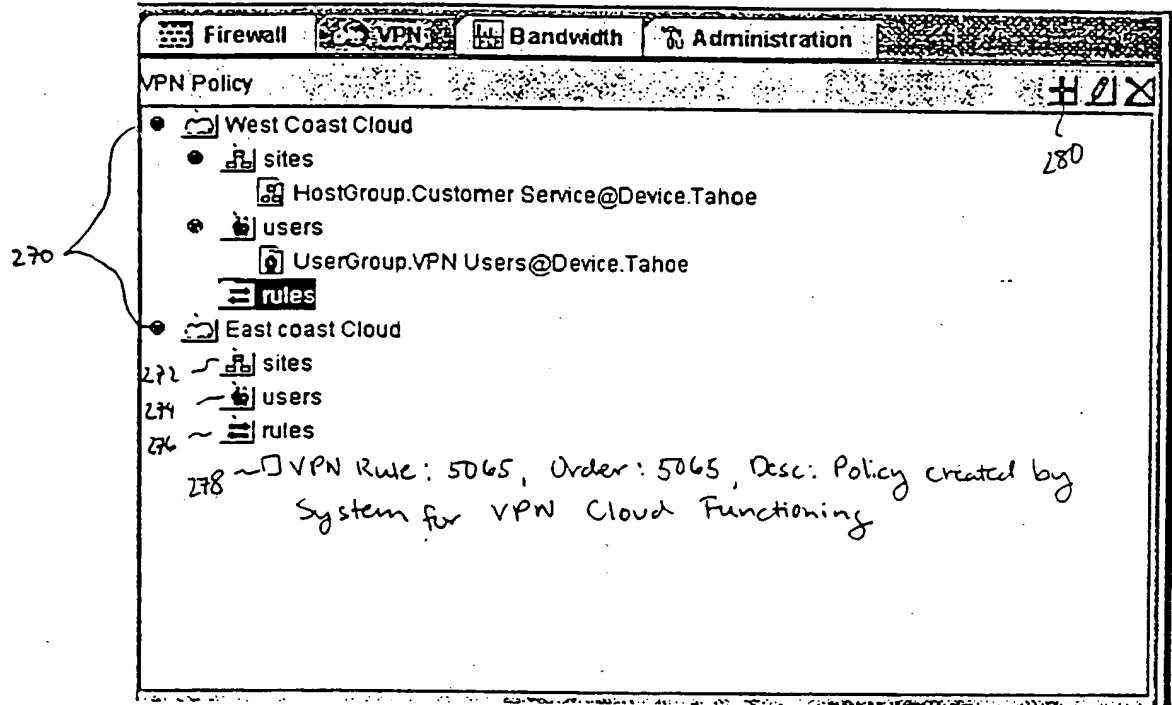 Firewall VPN Bandwidth Administration
VPN Policy
West Coast Cloud
280
sites
HostGroup.Customer Service@Device.Tahoe
users
270
UserGroup.VPN Users@Device.Tahoe
rules
East coast Cloud
272 sites
274 users
276 rules
278 VPN Rule: 5065, Order: 5065, Desc: Policy created by
System for VPN Cloud Functioning